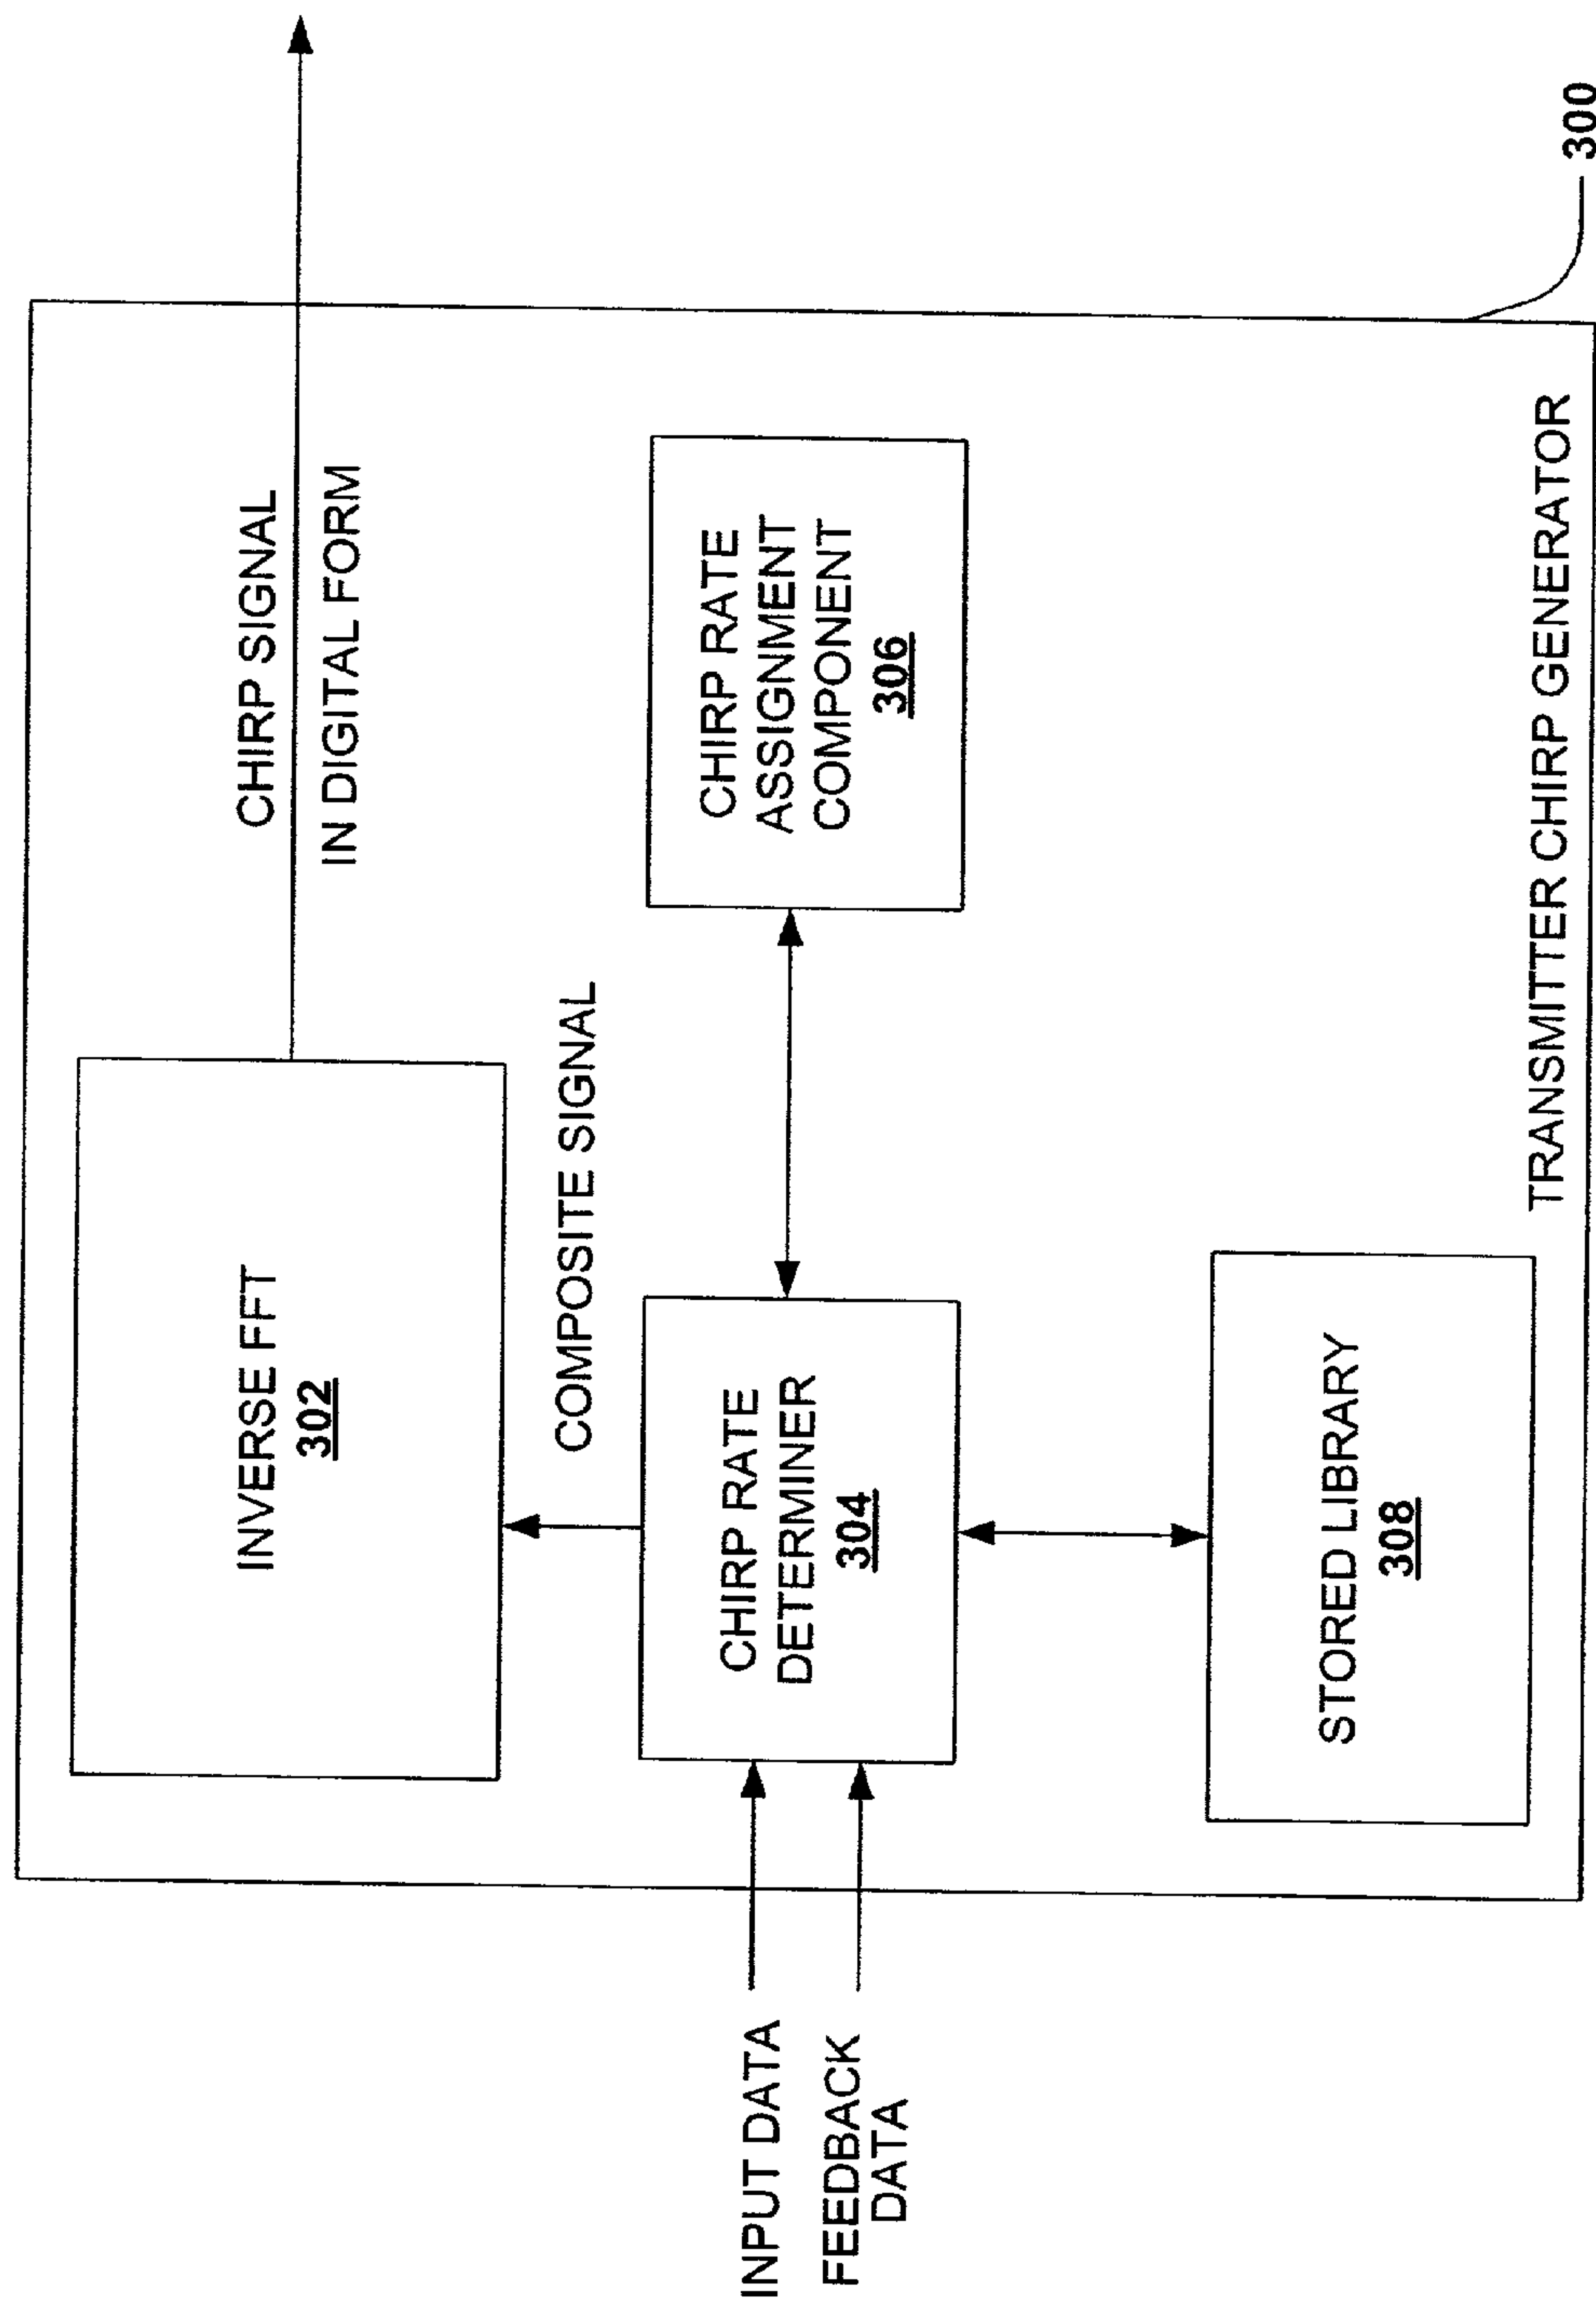 CHIRP SIGNAL
IN DIGITAL FORM
INVERSE FFT
302
COMPOSITE SIGNAL
INPUT DATA
FEEDBACK
DATA
CHIRP RATE
DETERMINER
304
CHIRP RATE
ASSIGNMENT
COMPONENT
306
STORED LIBRARY
308
TRANSMITTER CHIRP GENERATOR
300